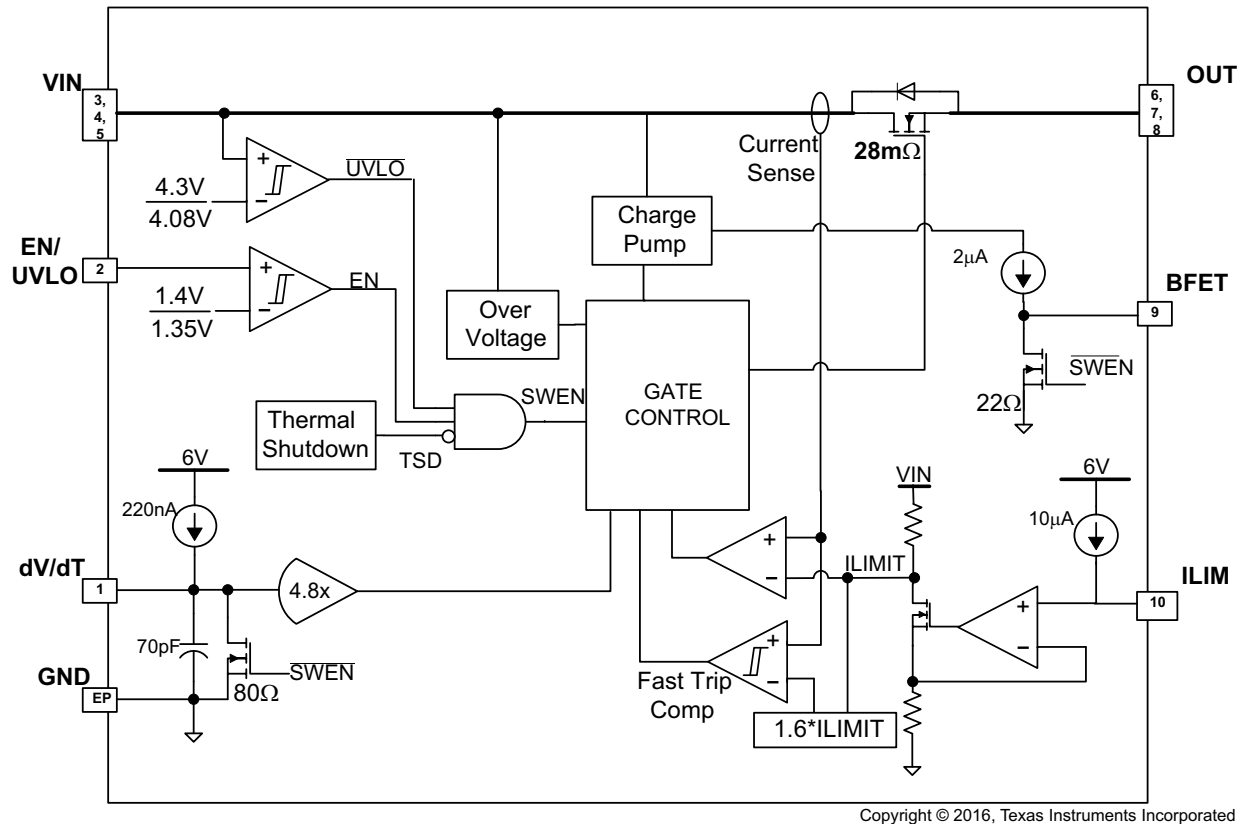 VIN
3,
4,
5
OUT
6,
7,
8
Current
Sense
28mΩ
UVLO
4.3V
4.08V
Charge
Pump
EN/
UVLO
2
EN
1.4V
1.35V
2μA
BFET
9
SWEN
22Ω
Over
Voltage
GATE
CONTROL
SWEN
Thermal
Shutdown
TSD
6V
220nA
dV/dT
1
4.8x
70pF
SWEN
80Ω
GND
EP
VIN
6V
10μA
ILIM
10
+
−
ILIMIT
+
−
+
−
+
−
+
−
Fast Trip
Comp
1.6*ILIMIT
Copyright © 2016, Texas Instruments Incorporated